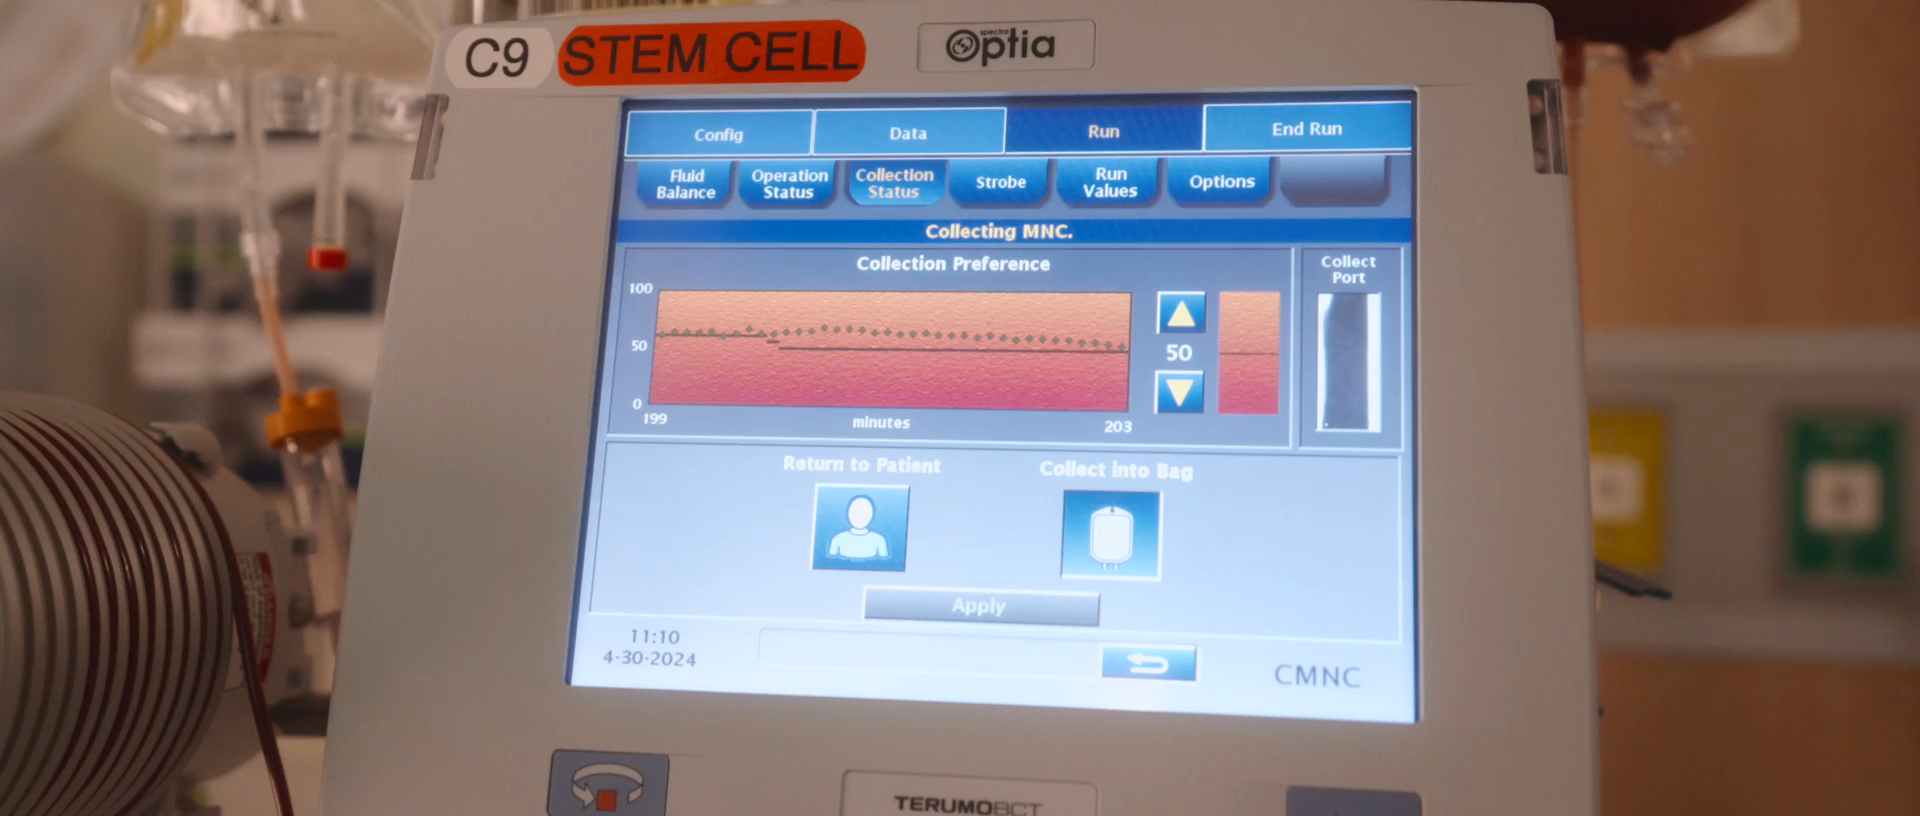 C9 STEM CELL spectra Optia
Config Data Run End Run
Fluid Balance Operation Status Collection Status Strobe Run Values Options
Collecting MNC.
Collection Preference
Collect Port
100
50
0
50
199 minutes 203
Return to Patient Collect into Bag
Apply
11:10
4-30-2024
CMNC
TERUMOBCT